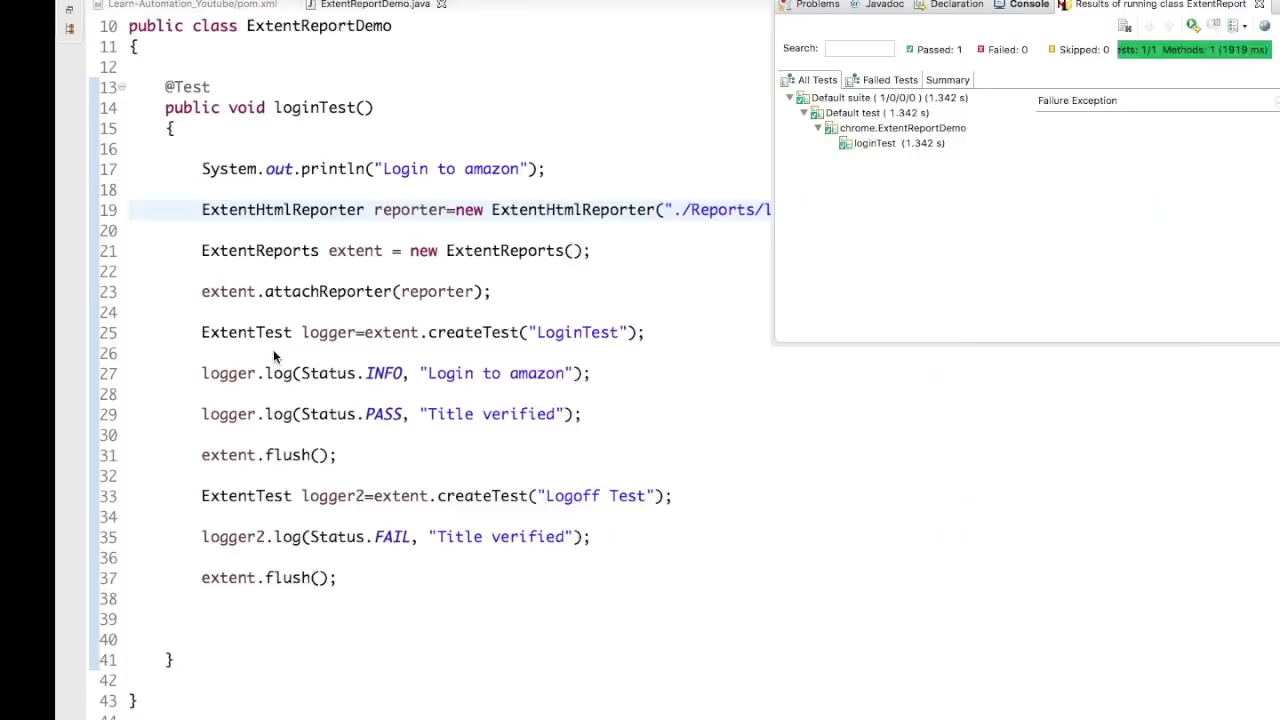 Learn-Automation_Youtube/pom.xml ExtentReportDemo.java
10 public class ExtentReportDemo
11 {
12
13 @Test
14 public void loginTest()
15 {
16
17 System.out.println("Login to amazon");
18
19 ExtentHtmlReporter reporter=new ExtentHtmlReporter("./Reports/l
20
21 ExtentReports extent = new ExtentReports();
22
23 extent.attachReporter(reporter);
24
25 ExtentTest logger=extent.createTest("LoginTest");
26
27 logger.log(Status.INFO, "Login to amazon");
28
29 logger.log(Status.PASS, "Title verified");
30
31 extent.flush();
32
33 ExtentTest logger2=extent.createTest("Logoff Test");
34
35 logger2.log(Status.FAIL, "Title verified");
36
37 extent.flush();
38
39
40
41 }
42
43 }
Problems @ Javadoc Declaration Console Results of running class ExtentReport
Search: Passed: 1 Failed: 0 Skipped: 0 ests: 1/1 Methods: 1 (1919 ms)
All Tests Failed Tests Summary
Default suite ( 1/0/0/0 ) (1.342 s)
Default test ( 1.342 s)
chrome.ExtentReportDemo
loginTest (1.342 s)
Failure Exception